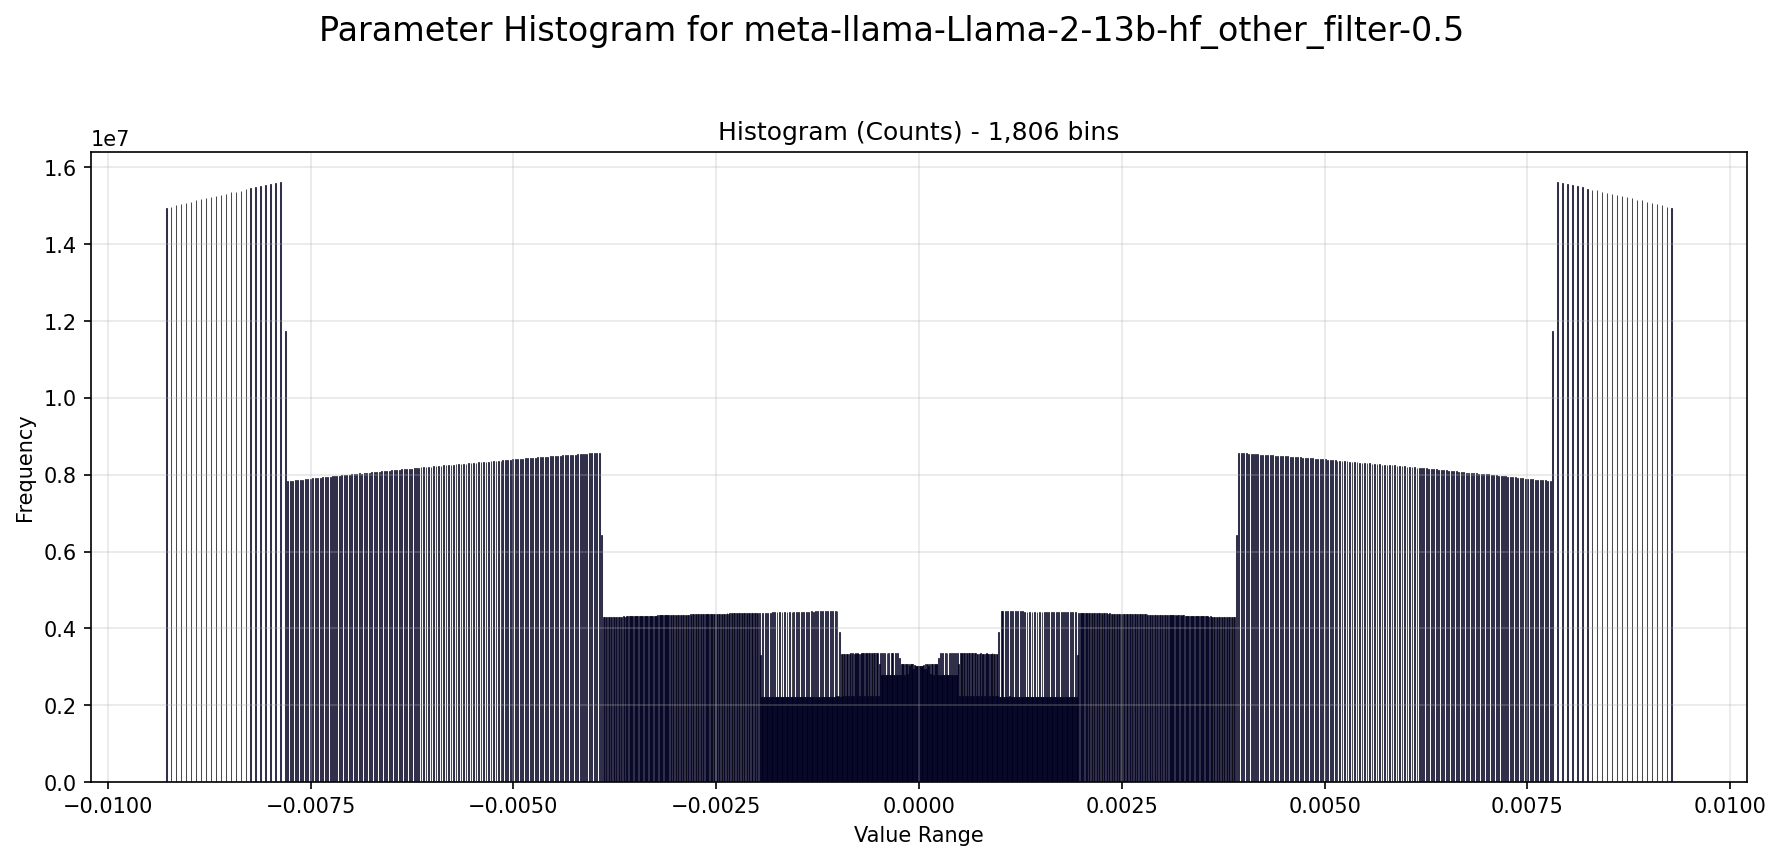 Parameter Histogram for meta-llama-Llama-2-13b-hf_other_filter-0.5
Histogram (Counts) - 1,806 bins
1e7
1.6
1.4
1.2
1.0
0.8
0.6
0.4
0.2
0.0
Frequency
−0.0100 −0.0075 −0.0050 −0.0025 0.0000 0.0025 0.0050 0.0075 0.0100
Value Range